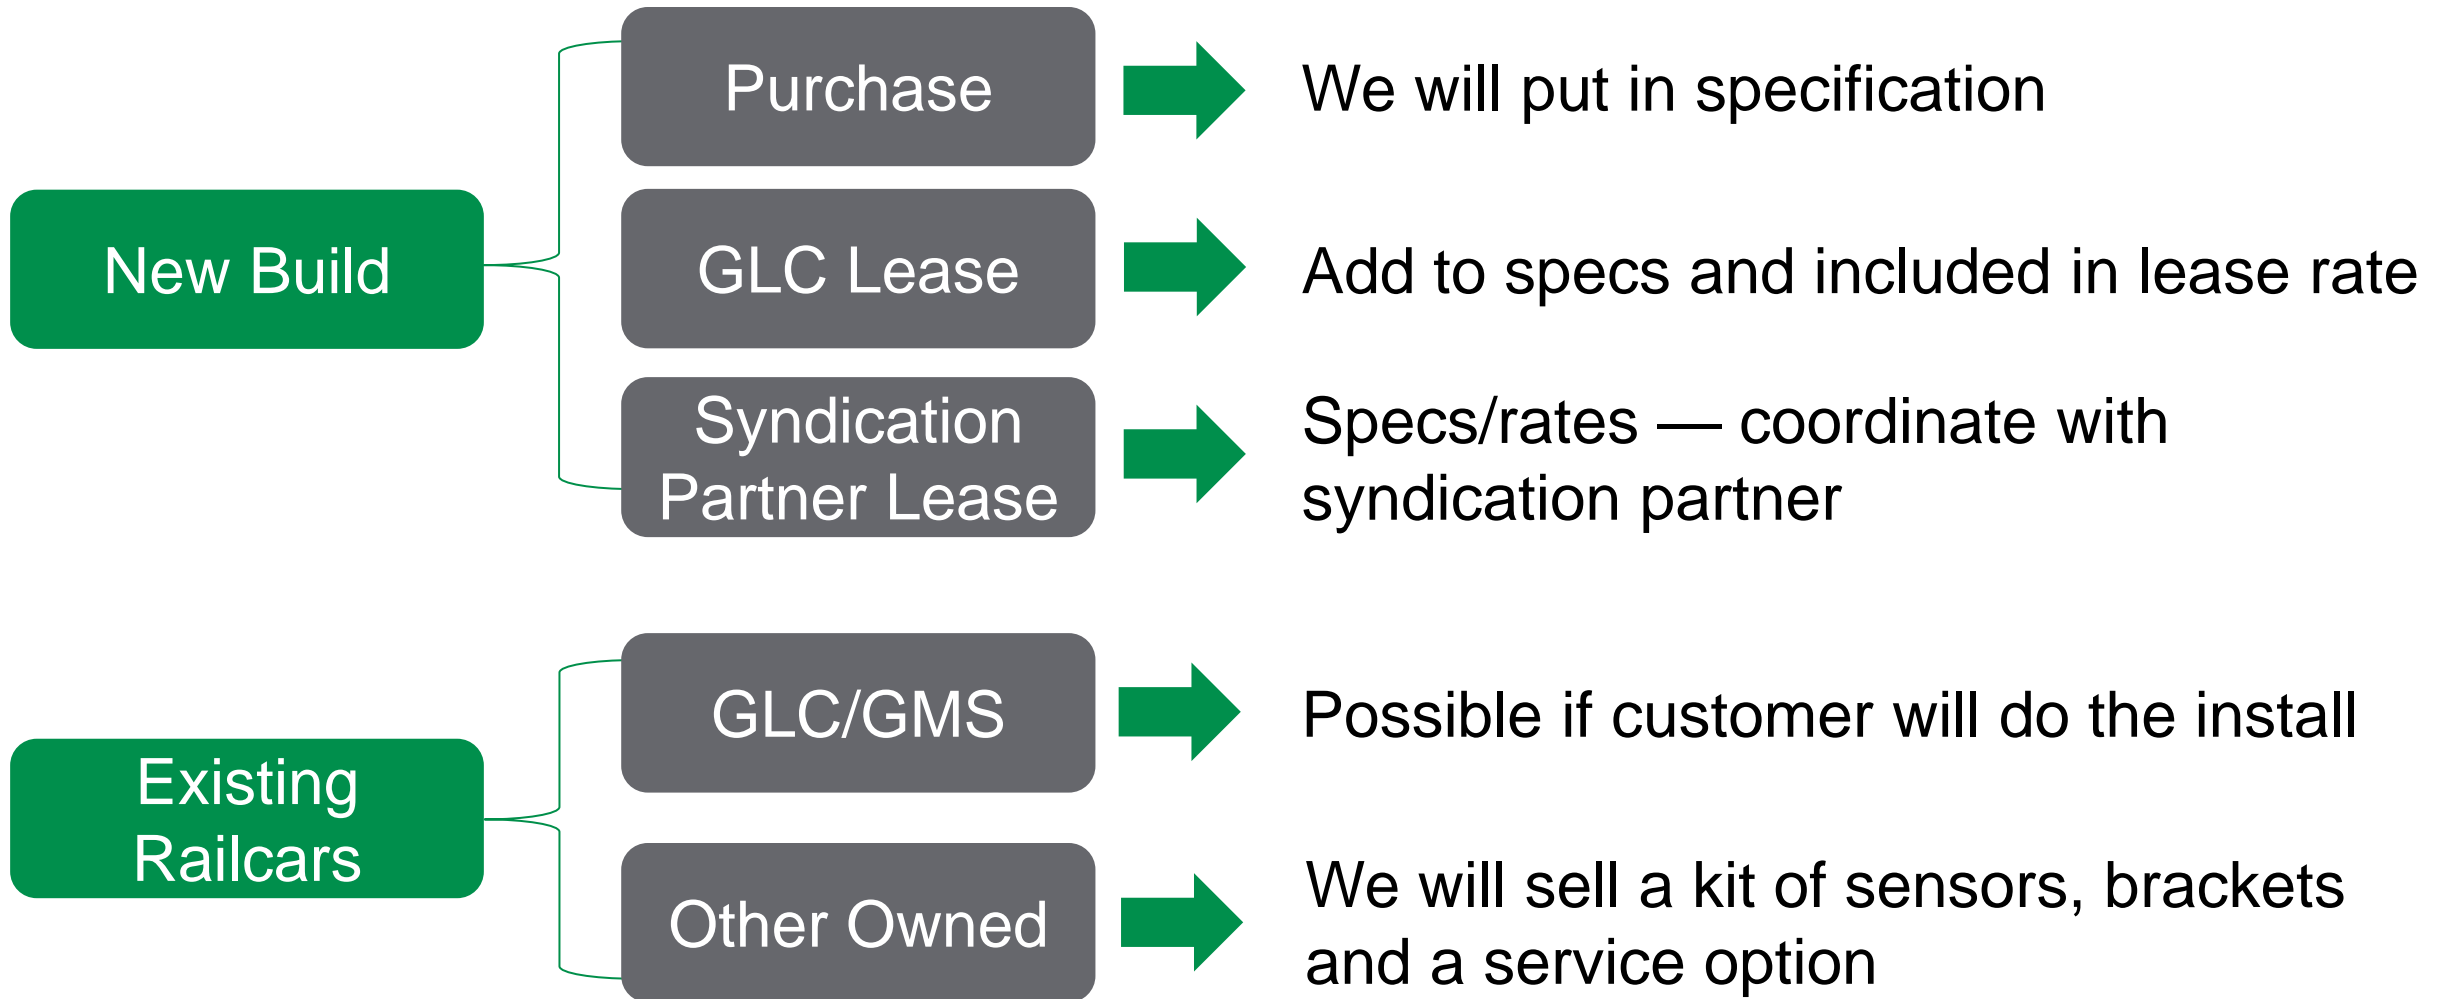 New Build
Purchase
We will put in specification
GLC Lease
Add to specs and included in lease rate
Syndication
Partner Lease
Specs/rates — coordinate with
syndication partner
Existing
Railcars
GLC/GMS
Possible if customer will do the install
Other Owned
We will sell a kit of sensors, brackets
and a service option